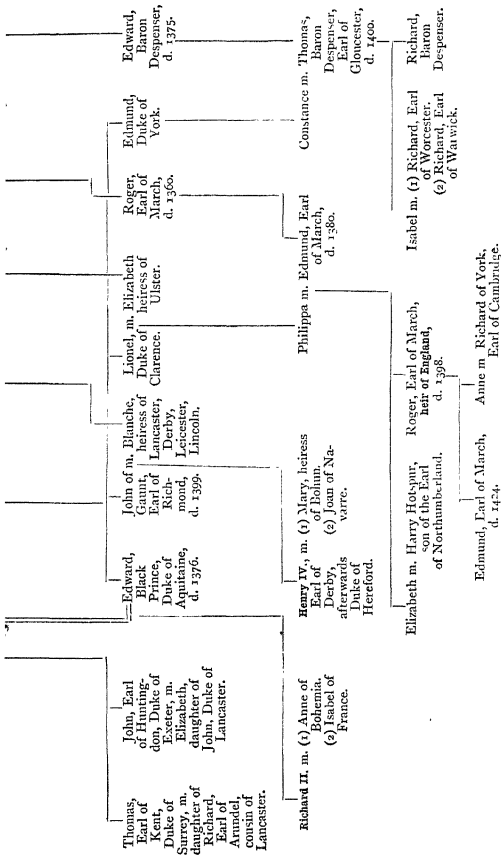 Thomas,
Earl of
Kent,
Duke of
Surrey, m.
daughter of
Richard,
Earl of
Arundel,
cousin of
Lancaster.
John, Earl
of Hunting-
don, Duke of
Exeter, m.
Elizabeth,
daughter of
John, Duke of
Lancaster.
Edward,
Black
Prince,
Duke of
Aquitaine,
d. 1376.
John of m. Blanche,
Gaunt, heiress of
Earl of Lancaster,
Rich- Derby,
mond, Leicester,
d. 1399. Lincoln.
Lionel, m. Elizabeth
Duke of heiress of
Clarence. Ulster.
Roger,
Earl of
March,
d. 1360.
Edmund,
Duke of
York.
Edward,
Baron
Despenser,
d. 1375.
Richard II. m. (1) Anne of
Bohemia.
(2) Isabel of
France.
Henry IV., m. (1) Mary, heiress
Earl of of Bohun.
Derby, (2) Joan of Na-
afterwards varre.
Duke of
Hereford.
Philippa m. Edmund, Earl
of March,
d. 1380.
Constance m. Thomas,
Baron
Despenser,
Earl of
Gloucester,
d. 1400.
Elizabeth m. Harry Hotspur,
son of the Earl
of Northumberland.
Roger, Earl of March,
heir of England,
d. 1398.
Isabel m. (1) Richard, Earl
of Worcester.
(2) Richard, Earl
of Warwick.
Richard,
Baron
Despenser.
Edmund, Earl of March,
d. 1424.
Anne m Richard of York,
Earl of Cambridge.